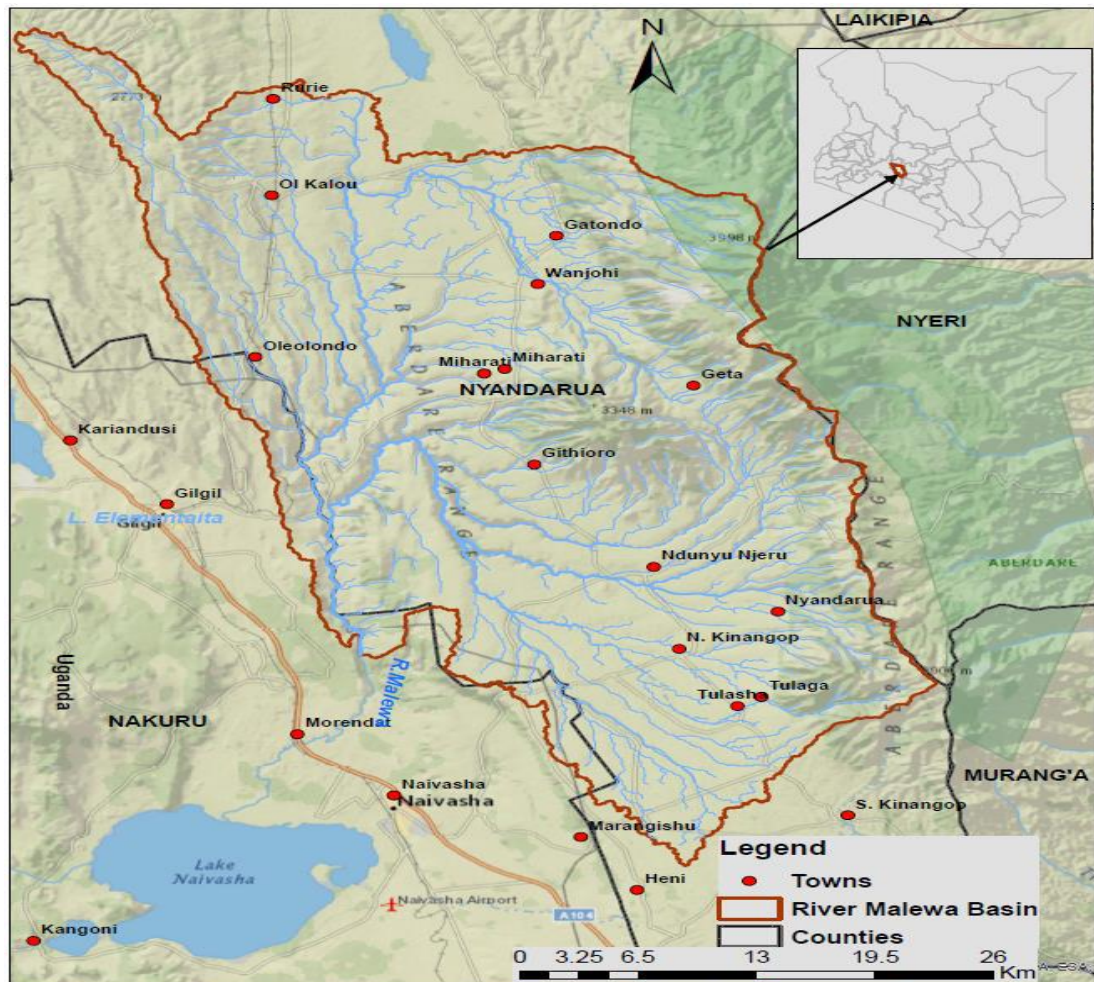 LAIKIPIA
N
Rurie
2773 m
Ol Kalou
Gatondo
3998 m
Wanjohi
NYERI
ABERDARE RANGE
Oleolondo
Miharati
Miharati
NYANDARUA
Geta
3348 m
Kariandusi
Githioro
Gilgil
L. Elementaita
Gilgil
Ndunyu Njeru
ABERDARE
Nyandarua
ABERDARE RANGE
N. Kinangop
Uganda
R.Malewa
Tulaga
Tulasha
NAKURU
Morendat
MURANG'A
Naivasha
Naivasha
S. Kinangop
Marangishu
Lake
Naivasha
Heni
Naivasha Airport
A104
Kangoni
Legend
Towns
River Malewa Basin
Counties
0 3.25 6.5 13 19.5 26
Km